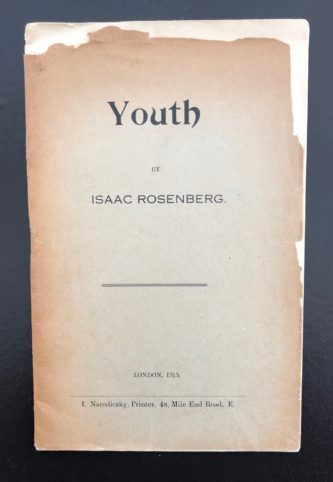 Youth
BY
ISAAC ROSENBERG.
LONDON, 1915.
I. Narodiczky, Printer, 48, Mile End Road, E.